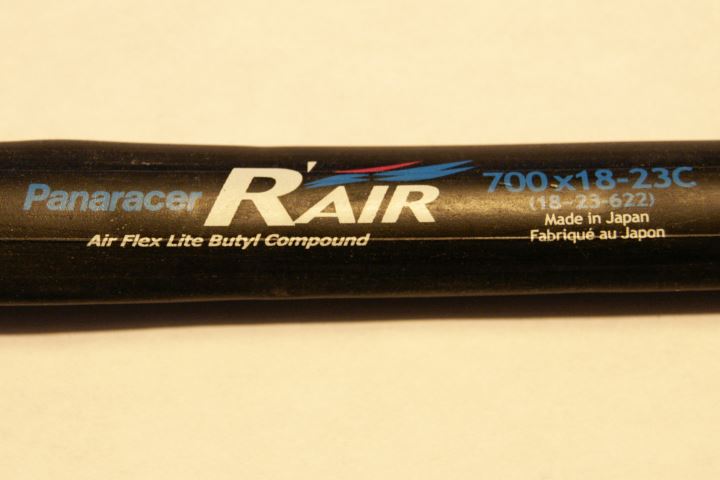 Panaracer R'AIR
Air Flex Lite Butyl Compound
700x18-23C
(18-23-622)
Made in Japan
Fabriqué au Japon